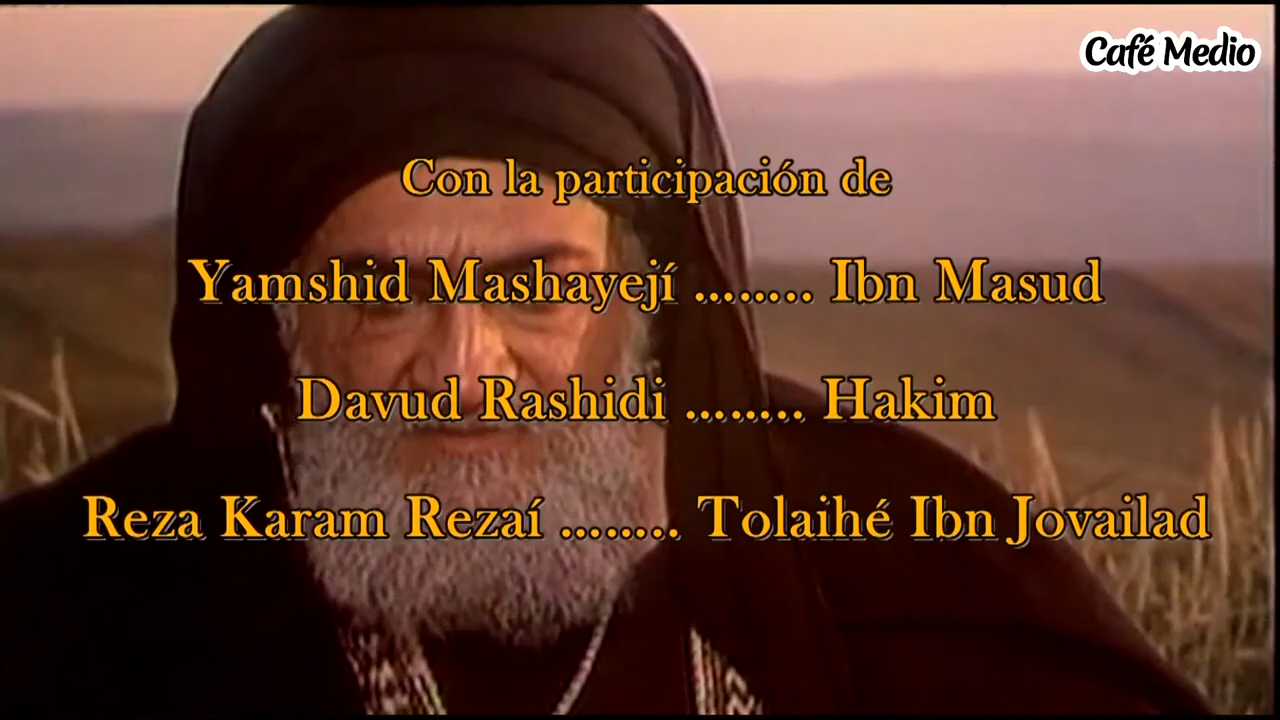 Café Medio
Con la participación de
Yamshid Mashayejí ........ Ibn Masud
Davud Rashidi ........ Hakim
Reza Karam Rezaí ........ Tolaihé Ibn Jovailad